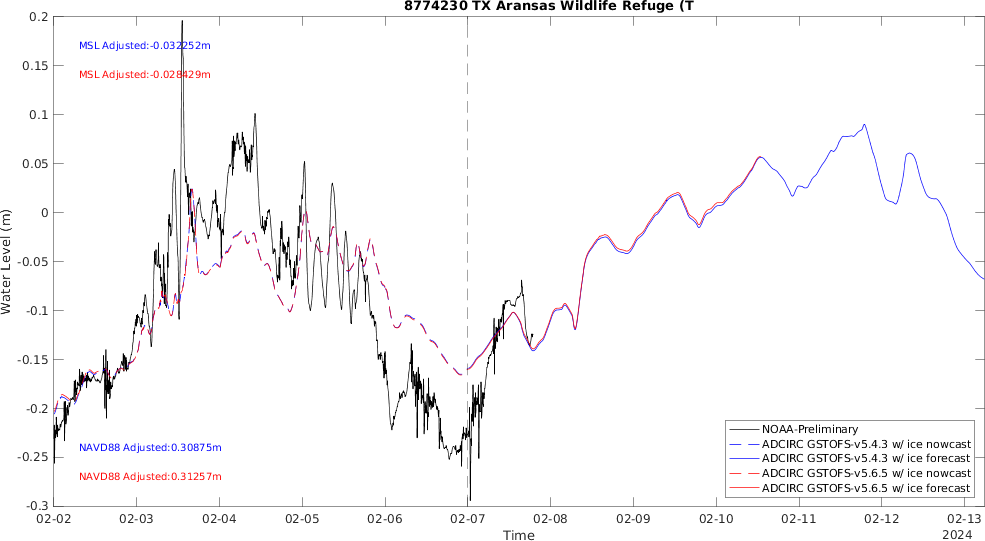 8774230 TX Aransas Wildlife Refuge (T
0.2
0.15
0.1
0.05
0
-0.05
-0.1
-0.15
-0.2
-0.25
-0.3
Water Level (m)
MSL Adjusted:-0.032252m
MSL Adjusted:-0.028429m
NAVD88 Adjusted:0.30875m
NAVD88 Adjusted:0.31257m
NOAA-Preliminary
ADCIRC GSTOFS-v5.4.3 w/ ice nowcast
ADCIRC GSTOFS-v5.4.3 w/ ice forecast
ADCIRC GSTOFS-v5.6.5 w/ ice nowcast
ADCIRC GSTOFS-v5.6.5 w/ ice forecast
02-02 02-03 02-04 02-05 02-06 02-07 02-08 02-09 02-10 02-11 02-12 02-13
Time
2024